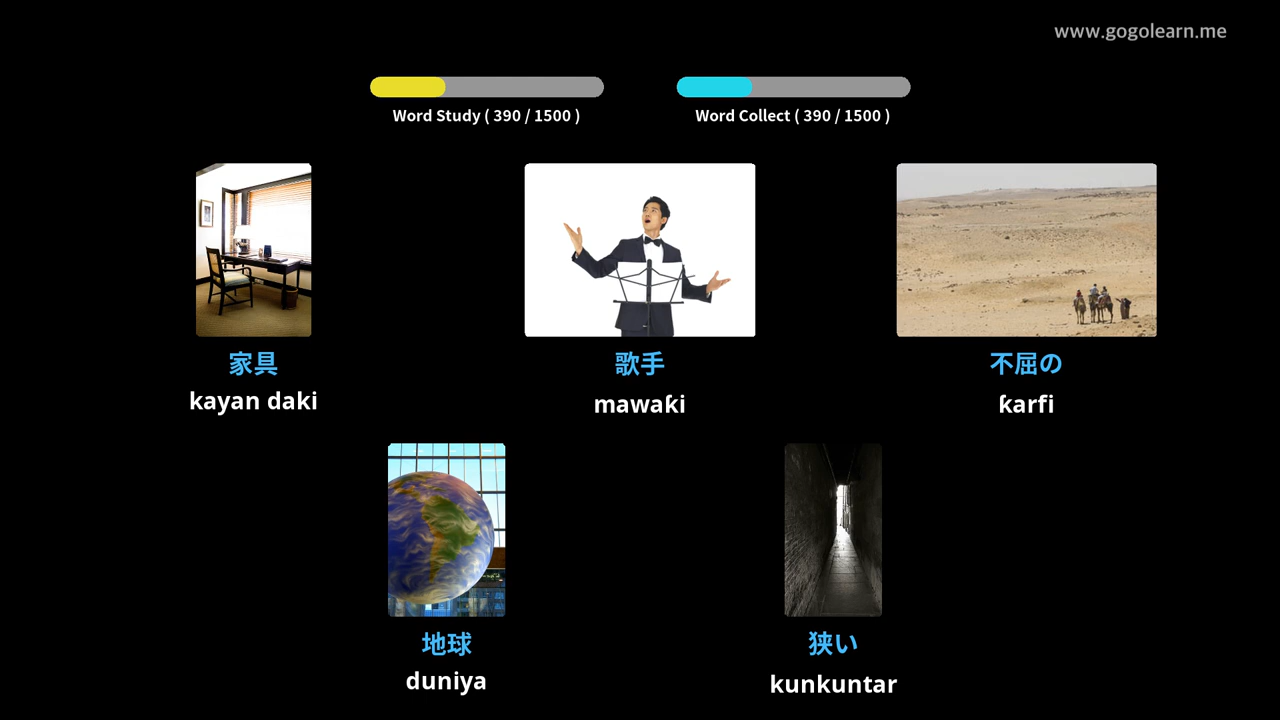 www.gogolearn.me
Word Study ( 390 / 1500 )
Word Collect ( 390 / 1500 )
家具
kayan daki
歌手
mawaƙi
不屈の
ƙarfi
地球
duniya
狭い
kunkuntar